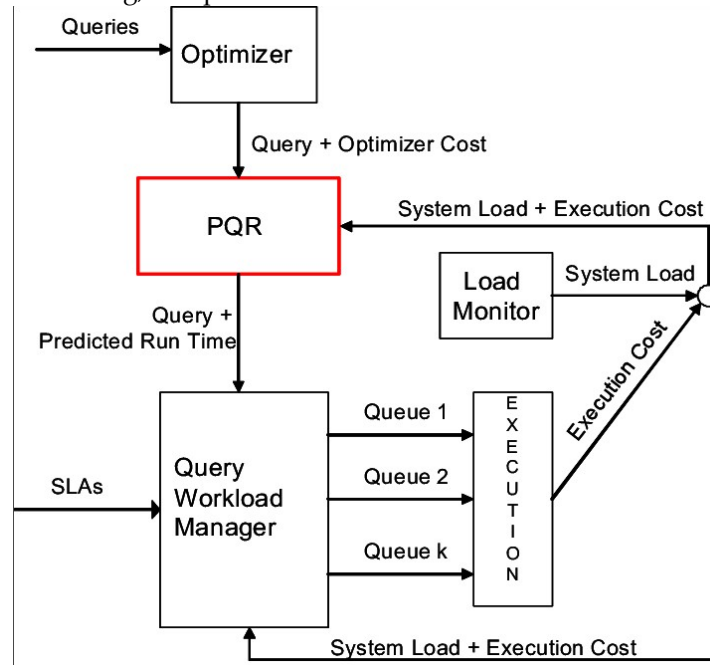 Queries
Optimizer
Query + Optimizer Cost
PQR
System Load + Execution Cost
Load
Monitor
System Load
Query +
Predicted Run Time
Execution Cost
Query
Workload
Manager
SLAs
Queue 1
Queue 2
Queue k
EXECUTION
System Load + Execution Cost